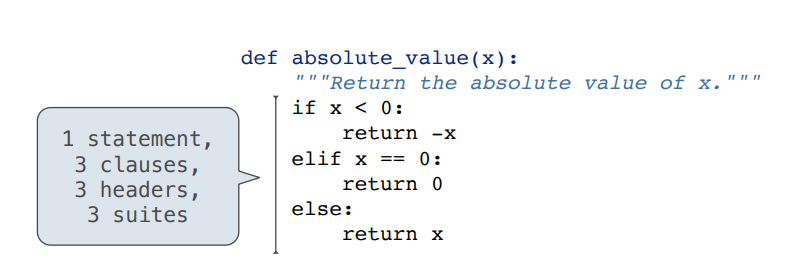 def absolute_value(x):
"""Return the absolute value of x."""
if x < 0:
return -x
elif x == 0:
return 0
else:
return x
1 statement,
3 clauses,
3 headers,
3 suites